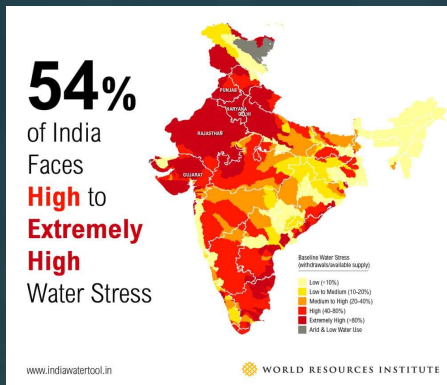 54%
of India
Faces
High to
Extremely
High
Water Stress
PUNJAB
HARYANA
DELHI
RAJASTHAN
GUJARAT
Baseline Water Stress
(withdrawals/available supply)
Low (<10%)
Low to Medium (10-20%)
Medium to High (20-40%)
High (40-80%)
Extremely High (>80%)
Arid & Low Water Use
www.indiawatertool.in
WORLD RESOURCES INSTITUTE